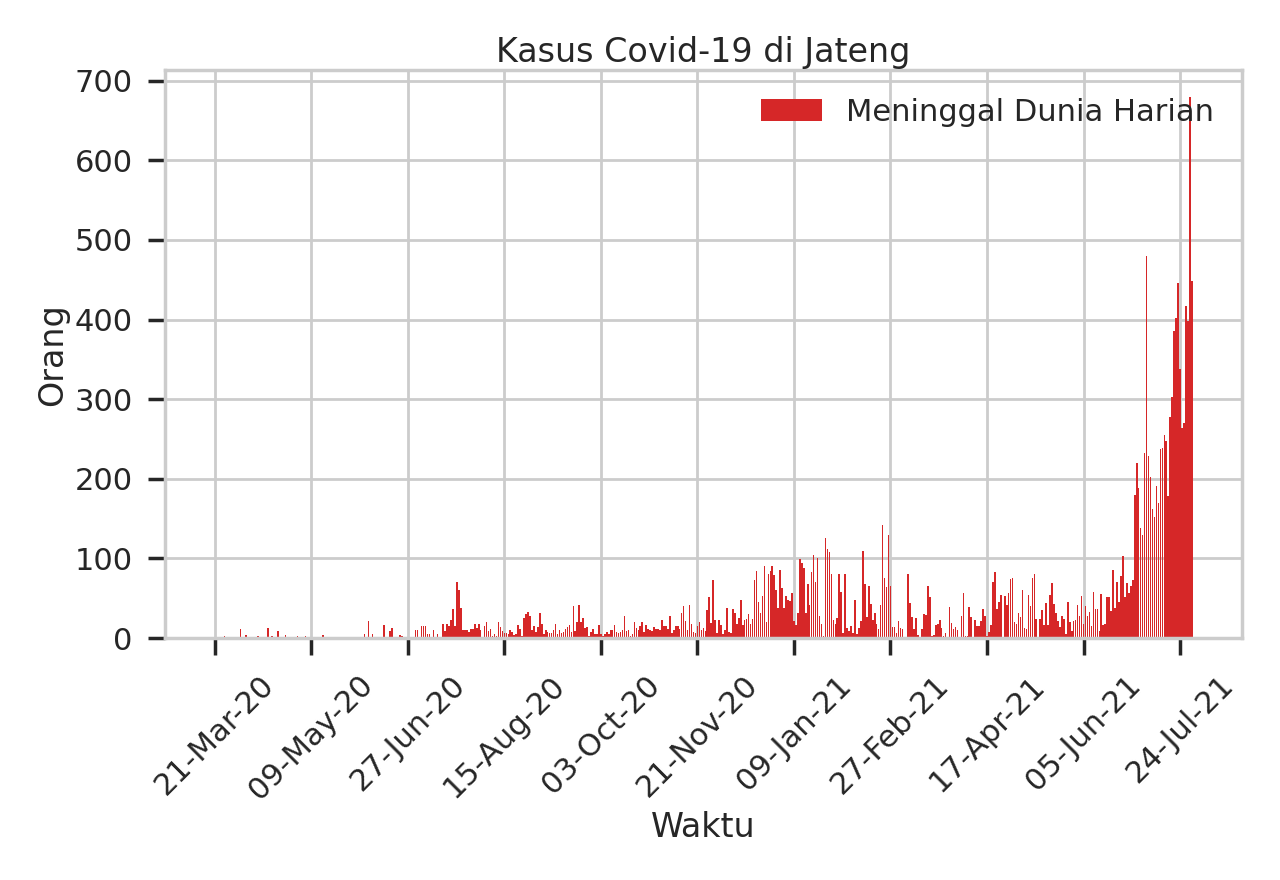 Kasus Covid-19 di Jateng
Meninggal Dunia Harian
Orang
700
600
500
400
300
200
100
0
21-Mar-20
09-May-20
27-Jun-20
15-Aug-20
03-Oct-20
21-Nov-20
09-Jan-21
27-Feb-21
17-Apr-21
05-Jun-21
24-Jul-21
Waktu